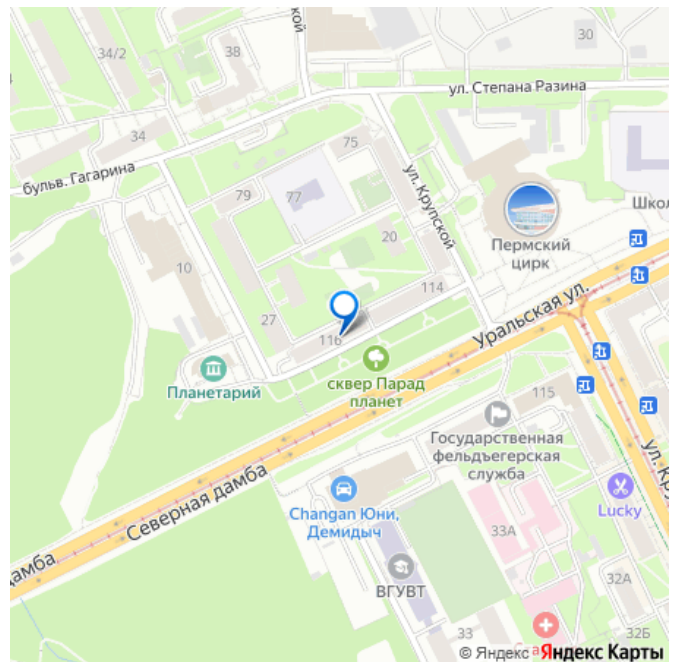 34/2
38
ской
30
ул. Степана Разина
34
75
бульв. Гагарина
79
77
ул. Крупской
Школ
20
Пермский
цирк
10
114
Уральская ул.
27
116
Планетарий
сквер Парад
планет
115
Государственная
фельдъегерская
служба
Changan Юни,
Демидыч
Северная дамба
Lucky
ул. Кр
33А
дамба
ВГУВТ
32А
33
32Б
© Яндекс Яндекс Карты